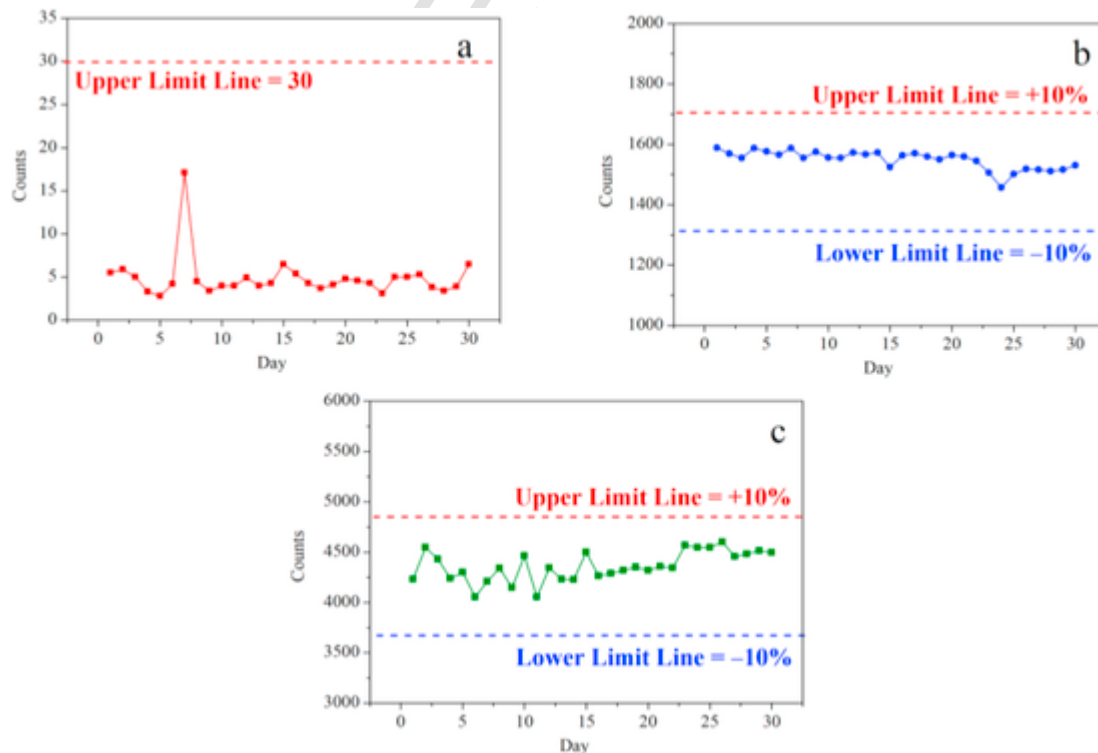 35
a
30
Upper Limit Line = 30
25
20
15
10
5
0
Counts
0 5 10 15 20 25 30
Day
2000
b
1800
Upper Limit Line = +10%
1600
1400
Lower Limit Line = –10%
1200
1000
Counts
0 5 10 15 20 25 30
Day
6000
c
5500
5000
Upper Limit Line = +10%
4500
4000
3500
Lower Limit Line = –10%
3000
Counts
0 5 10 15 20 25 30
Day